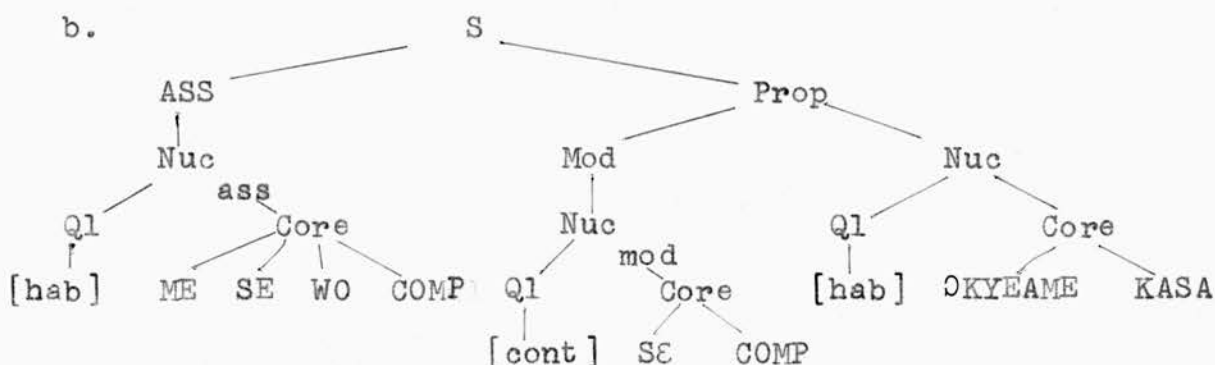 b. S
ASS Prop
Nuc Mod Nuc
ass
Ql Core Nuc Ql Core
mod
[hab] ME SE WO COMP Ql Core [hab] ƆKYEAME KASA
[cont] SƐ COMP